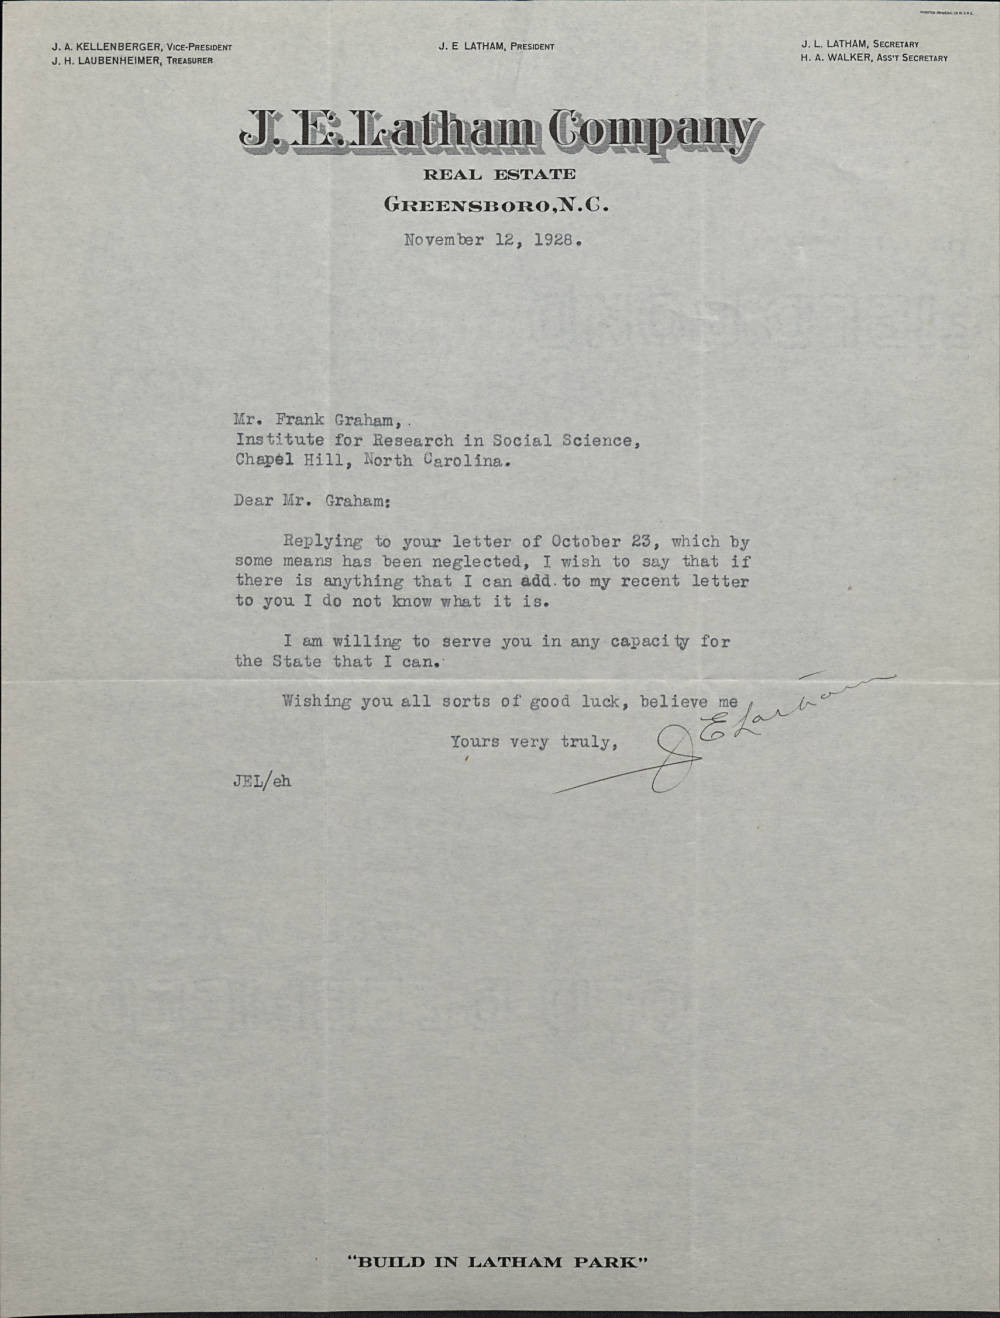 J. A. KELLENBERGER, VICE-PRESIDENT
J. H. LAUBENHEIMER, TREASURER
J. E LATHAM, PRESIDENT
J. L. LATHAM, SECRETARY
H. A. WALKER, ASS'T SECRETARY
J. E. Latham Company
REAL ESTATE
GREENSBORO, N.C.
November 12, 1928.
Mr. Frank Graham,
Institute for Research in Social Science,
Chapel Hill, North Carolina.
Dear Mr. Graham:
Replying to your letter of October 23, which by
some means has been neglected, I wish to say that if
there is anything that I can add to my recent letter
to you I do not know what it is.
I am willing to serve you in any capacity for
the State that I can.
Wishing you all sorts of good luck, believe me
Yours very truly,
J E Latham
JEL/eh
"BUILD IN LATHAM PARK"